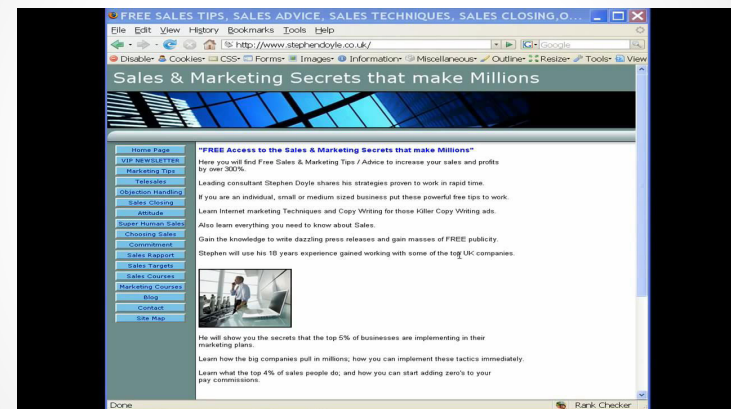 FREE SALES TIPS, SALES ADVICE, SALES TECHNIQUES, SALES CLOSING,O...
File Edit View History Bookmarks Tools Help
http://www.stephendoyle.co.uk/
G Google
Disable Cookies CSS Forms Images Information Miscellaneous Outline Resize Tools View
Sales & Marketing Secrets that make Millions
Home Page
VIP NEWSLETTER
Marketing Tips
Telesales
Objection Handling
Sales Closing
Attitude
Super Human Sales
Choosing Sales
Commitment
Sales Rapport
Sales Targets
Sales Courses
Marketing Courses
Blog
Contact
Site Map
"FREE Access to the Sales & Marketing Secrets that make Millions"
Here you will find Free Sales & Marketing Tips / Advice to increase your sales and profits
by over 300%.
Leading consultant Stephen Doyle shares his strategies proven to work in rapid time.
If you are an individual, small or medium sized business put these powerful free tips to work.
Learn Internet marketing Techniques and Copy Writing for those Killer Copy Writing ads.
Also learn everything you need to know about Sales.
Gain the knowledge to write dazzling press releases and gain masses of FREE publicity.
Stephen will use his 18 years experience gained working with some of the top UK companies.
He will show you the secrets that the top 5% of businesses are implementing in their
marketing plans.
Learn how the big companies pull in millions; how you can implement these tactics immediately.
Learn what the top 4% of sales people do; and how you can start adding zero's to your
pay commissions.
Done
Rank Checker